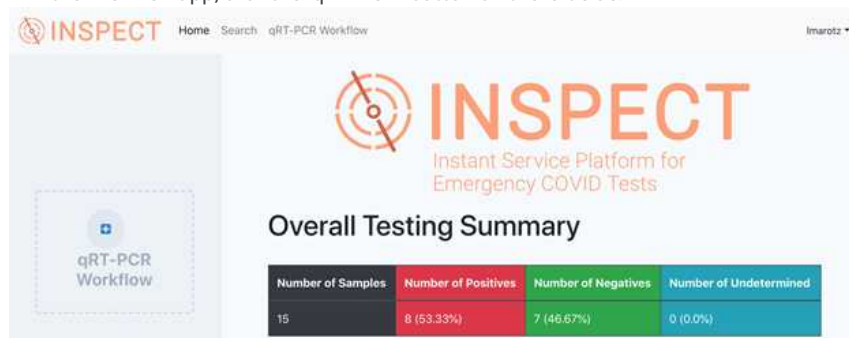 INSPECT Home Search qRT-PCR Workflow lmarotz
INSPECT
Instant Service Platform for
Emergency COVID Tests
qRT-PCR
Workflow
Overall Testing Summary
Number of Samples Number of Positives Number of Negatives Number of Undetermined
15 8 (53.33%) 7 (46.67%) 0 (0.0%)